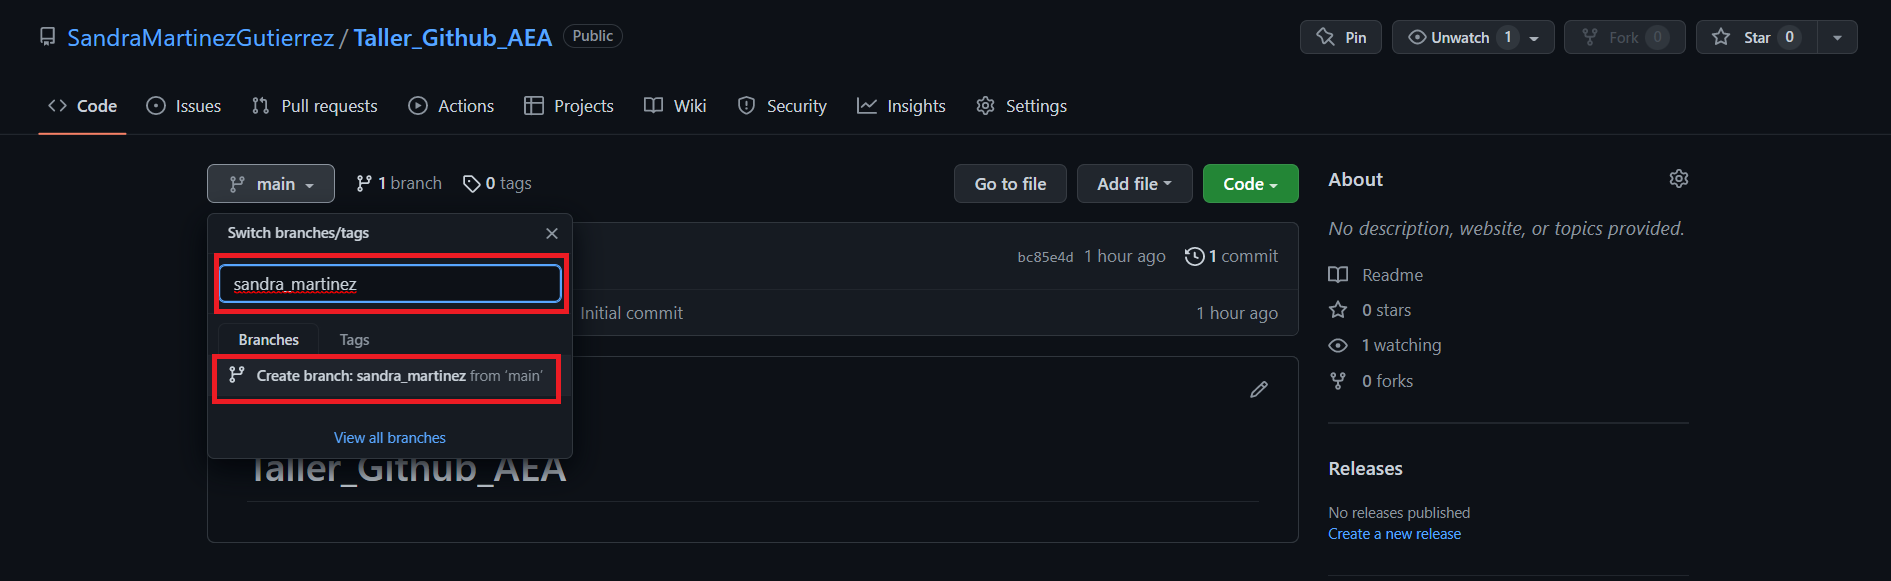 SandraMartinezGutierrez / Taller_Github_AEA Public
Pin Unwatch 1 Fork 0 Star 0
Code Issues Pull requests Actions Projects Wiki Security Insights Settings
main 1 branch 0 tags Go to file Add file Code
Switch branches/tags
sandra_martinez
Branches Tags
Create branch: sandra_martinez from 'main'
View all branches
bc85e4d 1 hour ago 1 commit
Initial commit 1 hour ago
Taller_Github_AEA
About
No description, website, or topics provided.
Readme
0 stars
1 watching
0 forks
Releases
No releases published
Create a new release